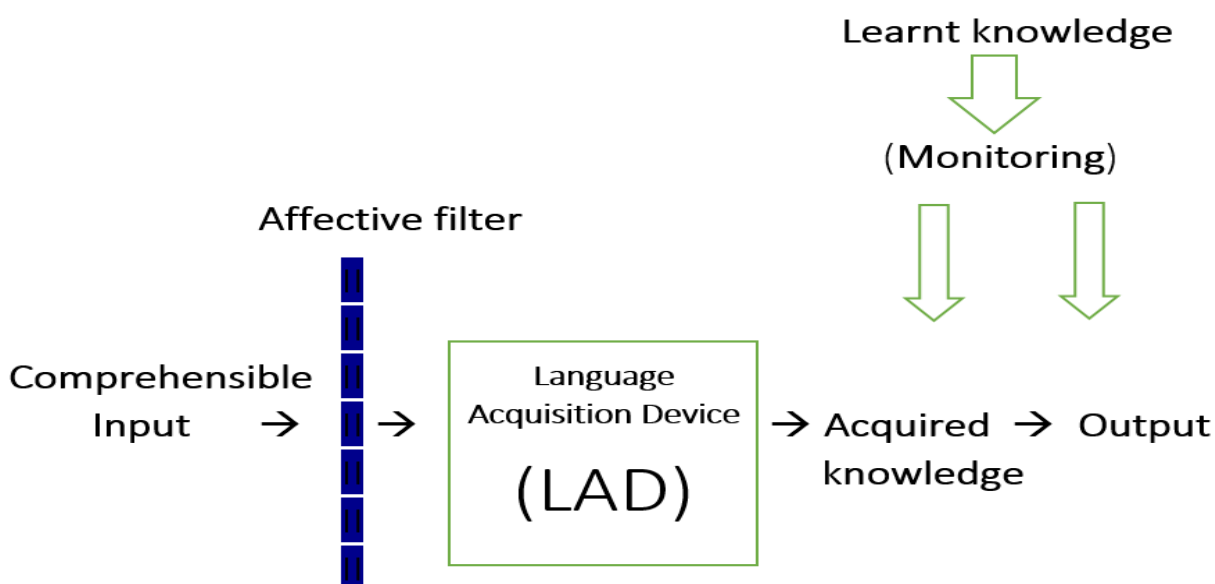 Learnt knowledge
(Monitoring)
Affective filter
Comprehensible
Input → →
Language
Acquisition Device
(LAD)
→ Acquired → Output
knowledge